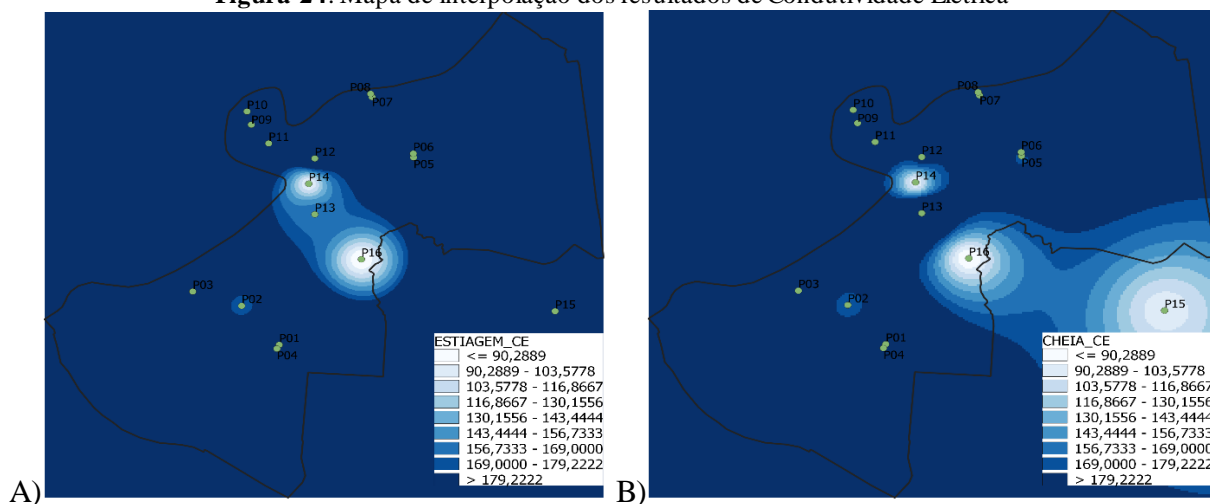 Figura 24: Mapa de interpolação dos resultados de Condutividade Elétrica
P08
P07
P10
P09
P11
P12
P06
P05
P14
P13
P16
P03
P02
P15
P01
P04
ESTIAGEM_CE
<= 90,2889
90,2889 - 103,5778
103,5778 - 116,8667
116,8667 - 130,1556
130,1556 - 143,4444
143,4444 - 156,7333
156,7333 - 169,0000
169,0000 - 179,2222
> 179,2222
A)
P08
P07
P10
P09
P11
P12
P06
P05
P14
P13
P16
P03
P02
P15
P01
P04
CHEIA_CE
<= 90,2889
90,2889 - 103,5778
103,5778 - 116,8667
116,8667 - 130,1556
130,1556 - 143,4444
143,4444 - 156,7333
156,7333 - 169,0000
169,0000 - 179,2222
> 179,2222
B)